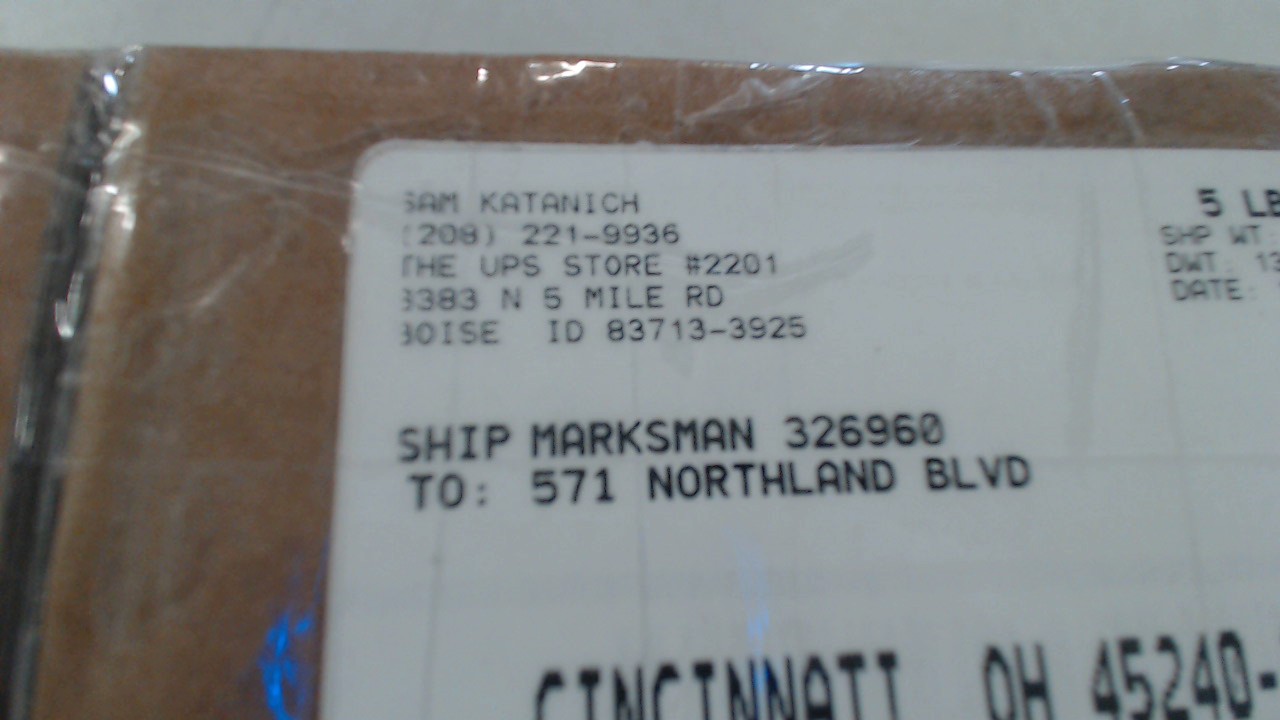 SAM KATANICH
(208) 221-9936
THE UPS STORE #2201
3383 N 5 MILE RD
BOISE ID 83713-3925
5 LB
SHP WT:
DWT: 13
DATE:
SHIP MARKSMAN 326960
TO: 571 NORTHLAND BLVD
CINCINNATI OH 45240-